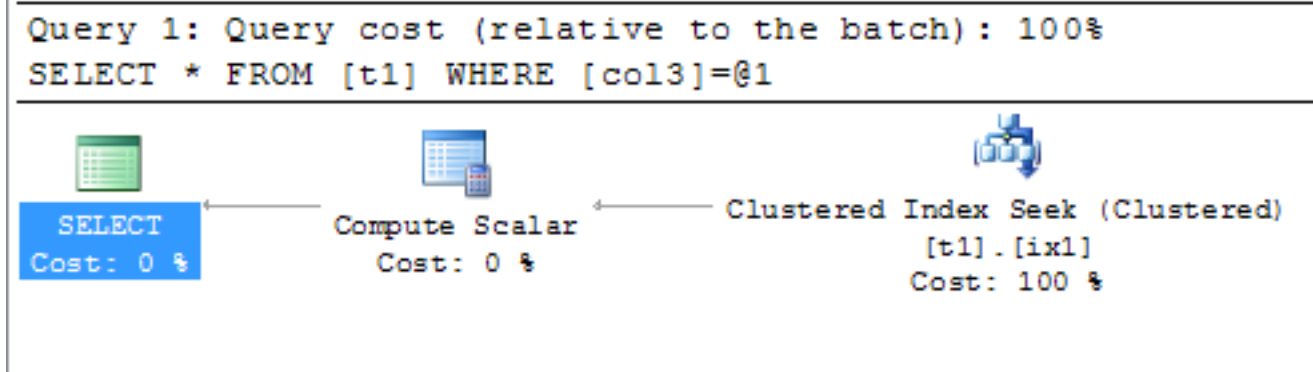 Query 1: Query cost (relative to the batch): 100%
SELECT * FROM [t1] WHERE [col3]=@1
SELECT
Cost: 0 %
Compute Scalar
Cost: 0 %
Clustered Index Seek (Clustered)
[t1].[ix1]
Cost: 100 %